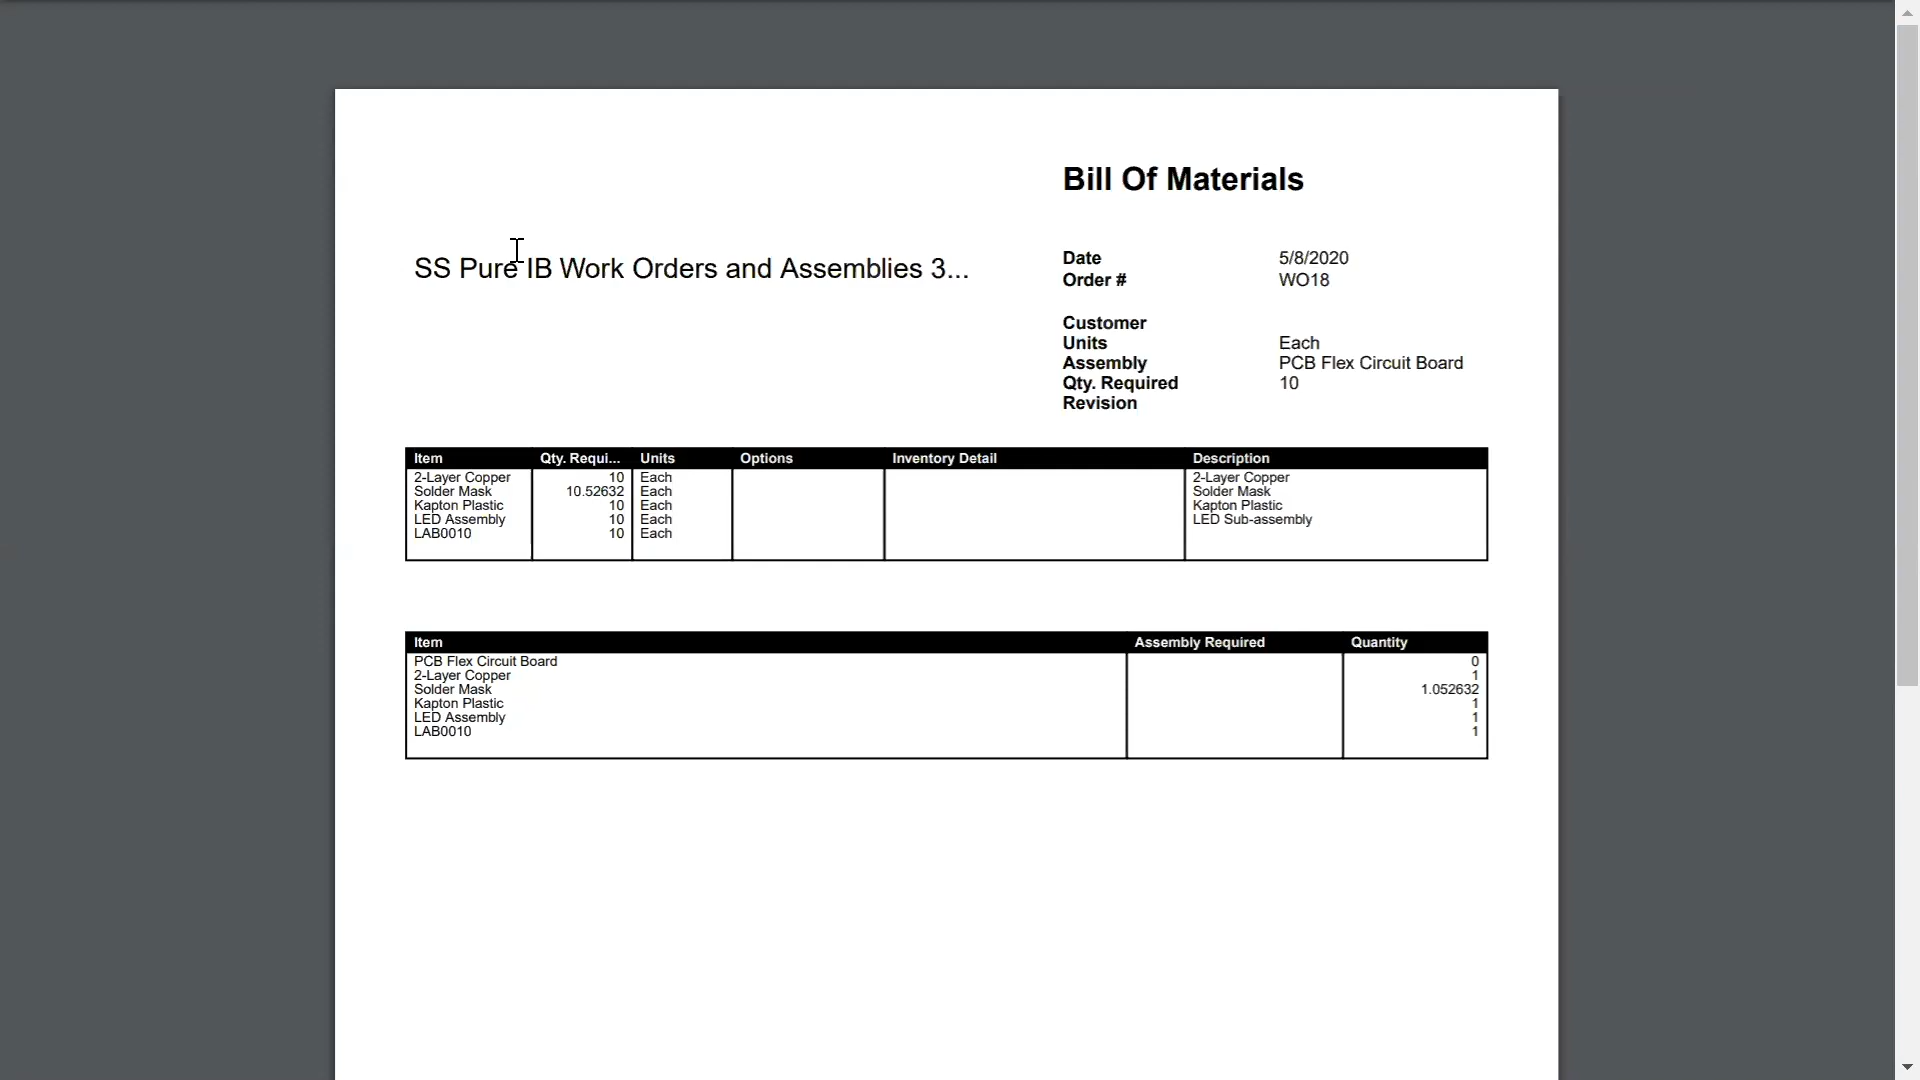 Bill Of Materials
SS Pure IB Work Orders and Assemblies 3...
Date 5/8/2020
Order # WO18
Customer
Units Each
Assembly PCB Flex Circuit Board
Qty. Required 10
Revision
Item Qty. Requi... Units Options Inventory Detail Description
2-Layer Copper 10 Each 2-Layer Copper
Solder Mask 10.52632 Each Solder Mask
Kapton Plastic 10 Each Kapton Plastic
LED Assembly 10 Each LED Sub-assembly
LAB0010 10 Each
Item Assembly Required Quantity
PCB Flex Circuit Board 0
2-Layer Copper 1
Solder Mask 1.052632
Kapton Plastic 1
LED Assembly 1
LAB0010 1